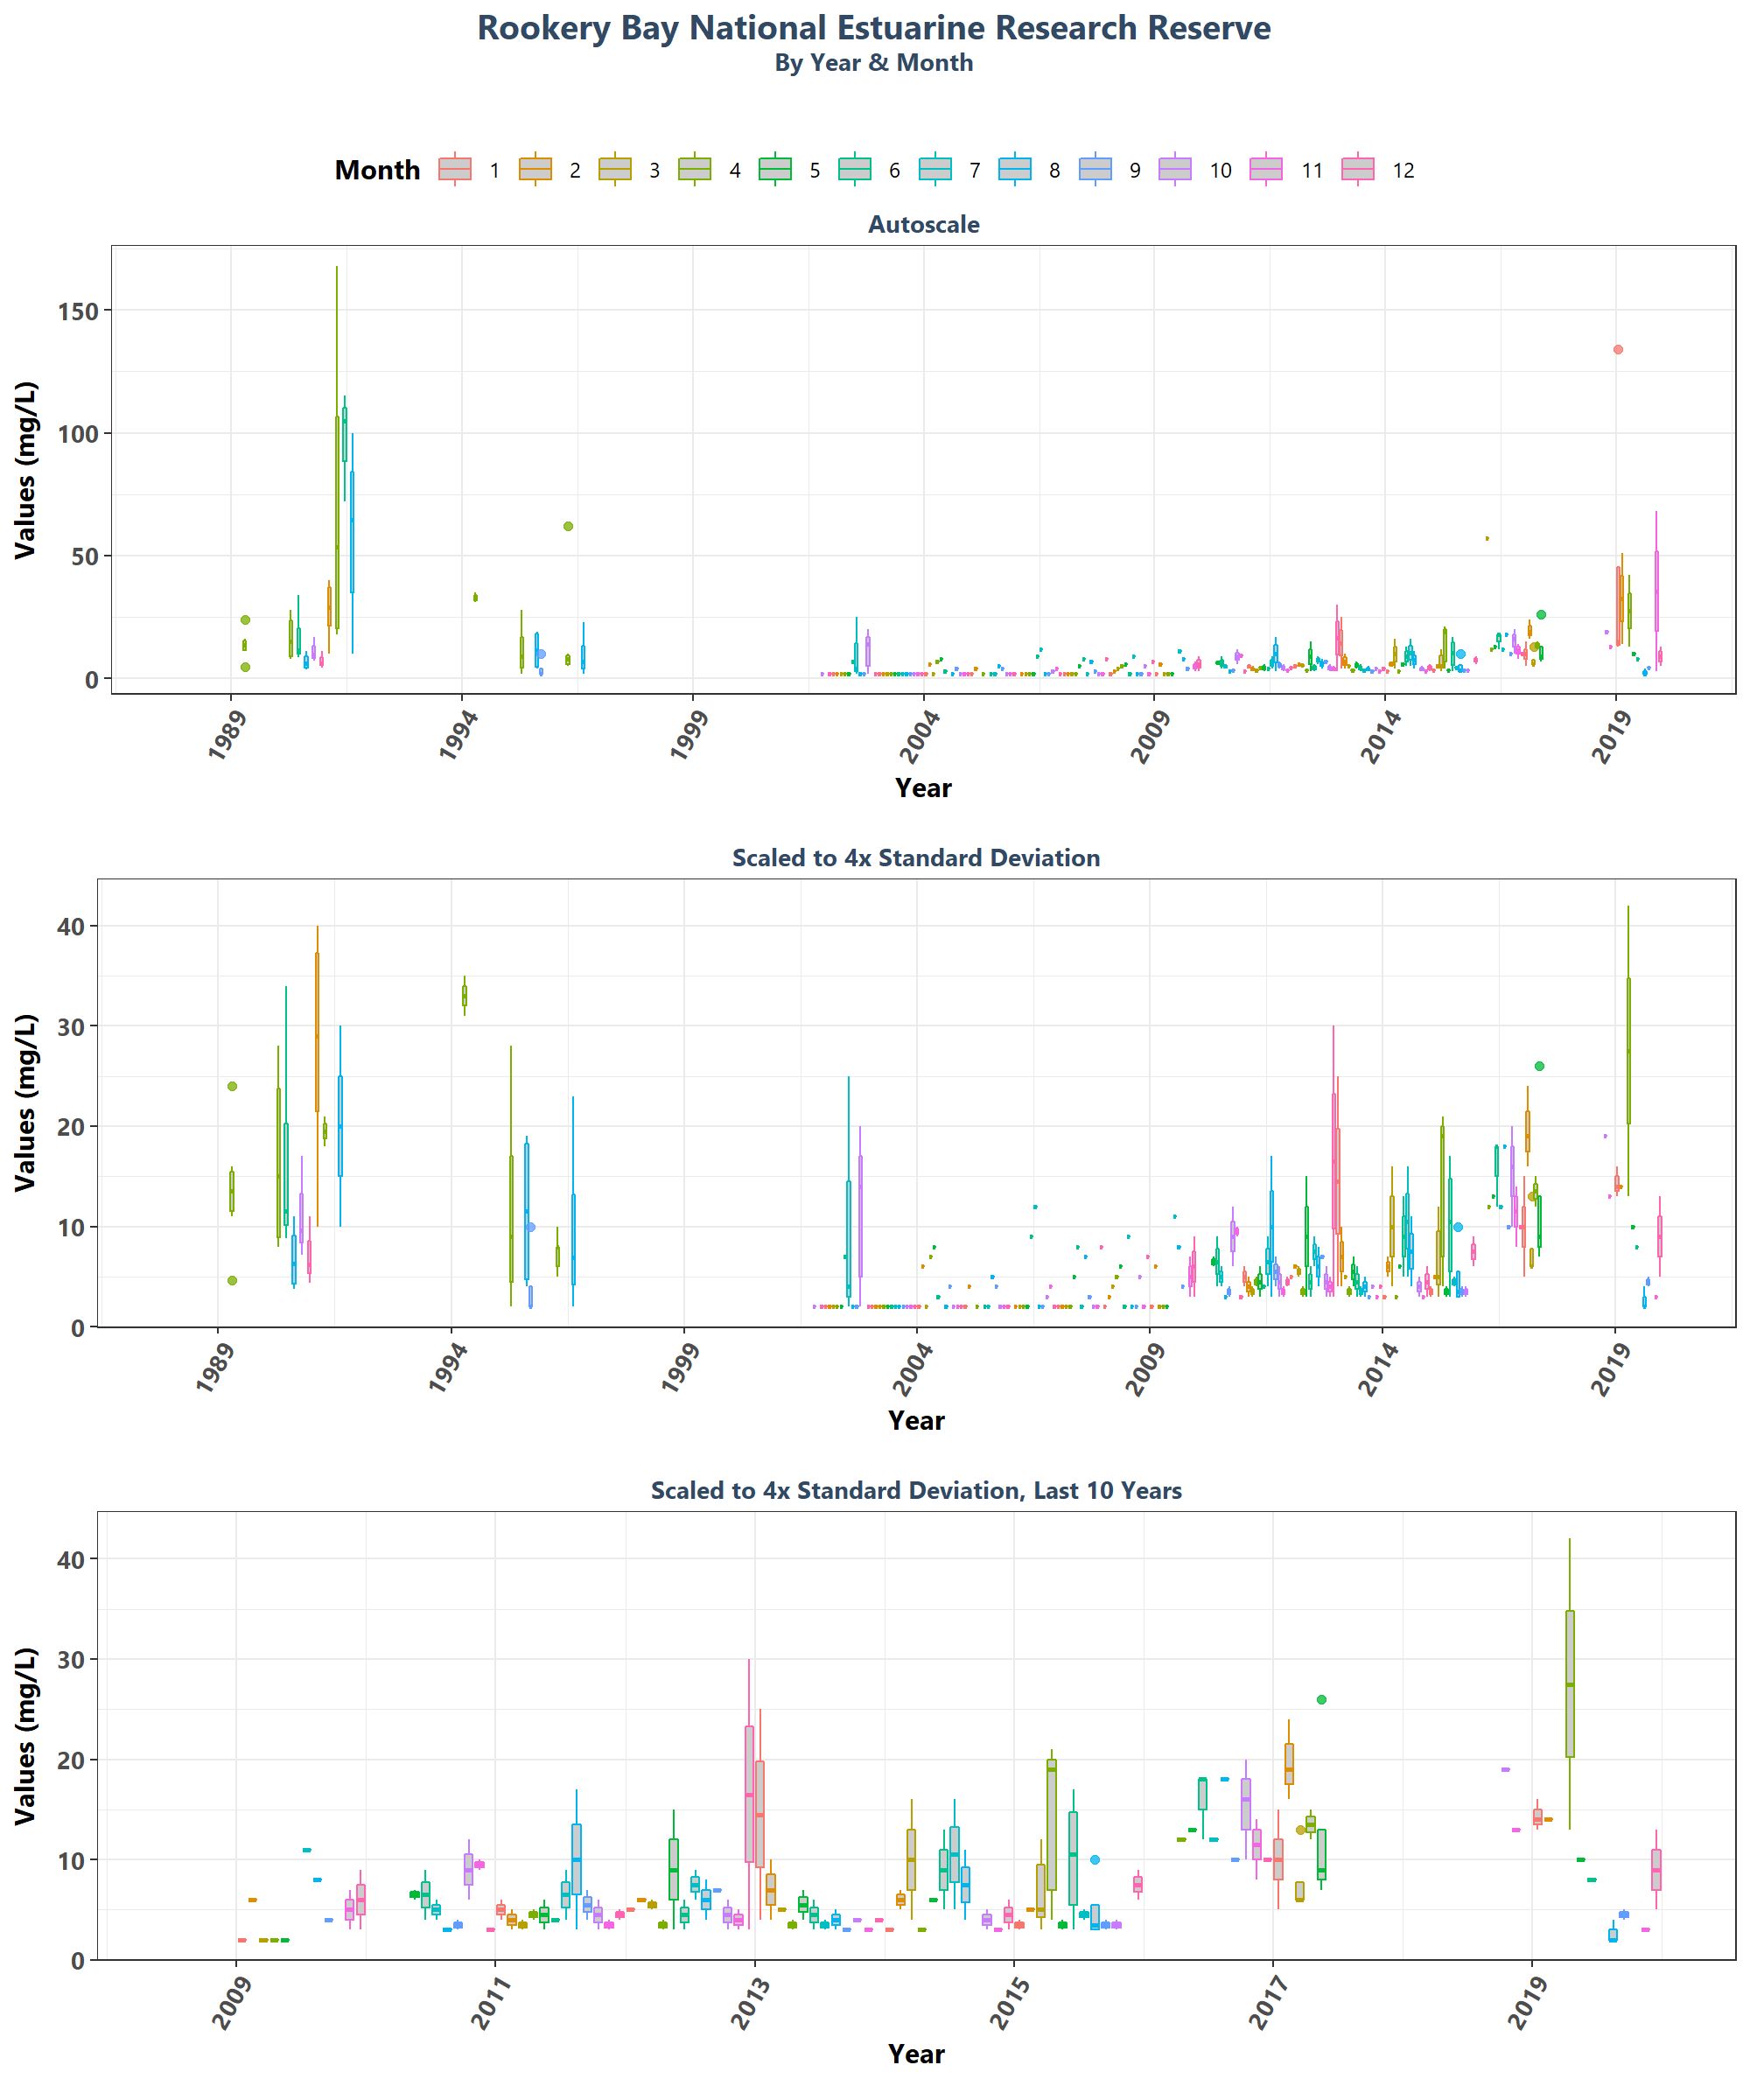 Rookery Bay National Estuarine Research Reserve
By Year & Month
Month 1 2 3 4 5 6 7 8 9 10 11 12
Autoscale
Values (mg/L)
150
100
50
0
1989 1994 1999 2004 2009 2014 2019
Year
Scaled to 4x Standard Deviation
Values (mg/L)
40
30
20
10
0
1989 1994 1999 2004 2009 2014 2019
Year
Scaled to 4x Standard Deviation, Last 10 Years
Values (mg/L)
40
30
20
10
0
2009 2011 2013 2015 2017 2019
Year